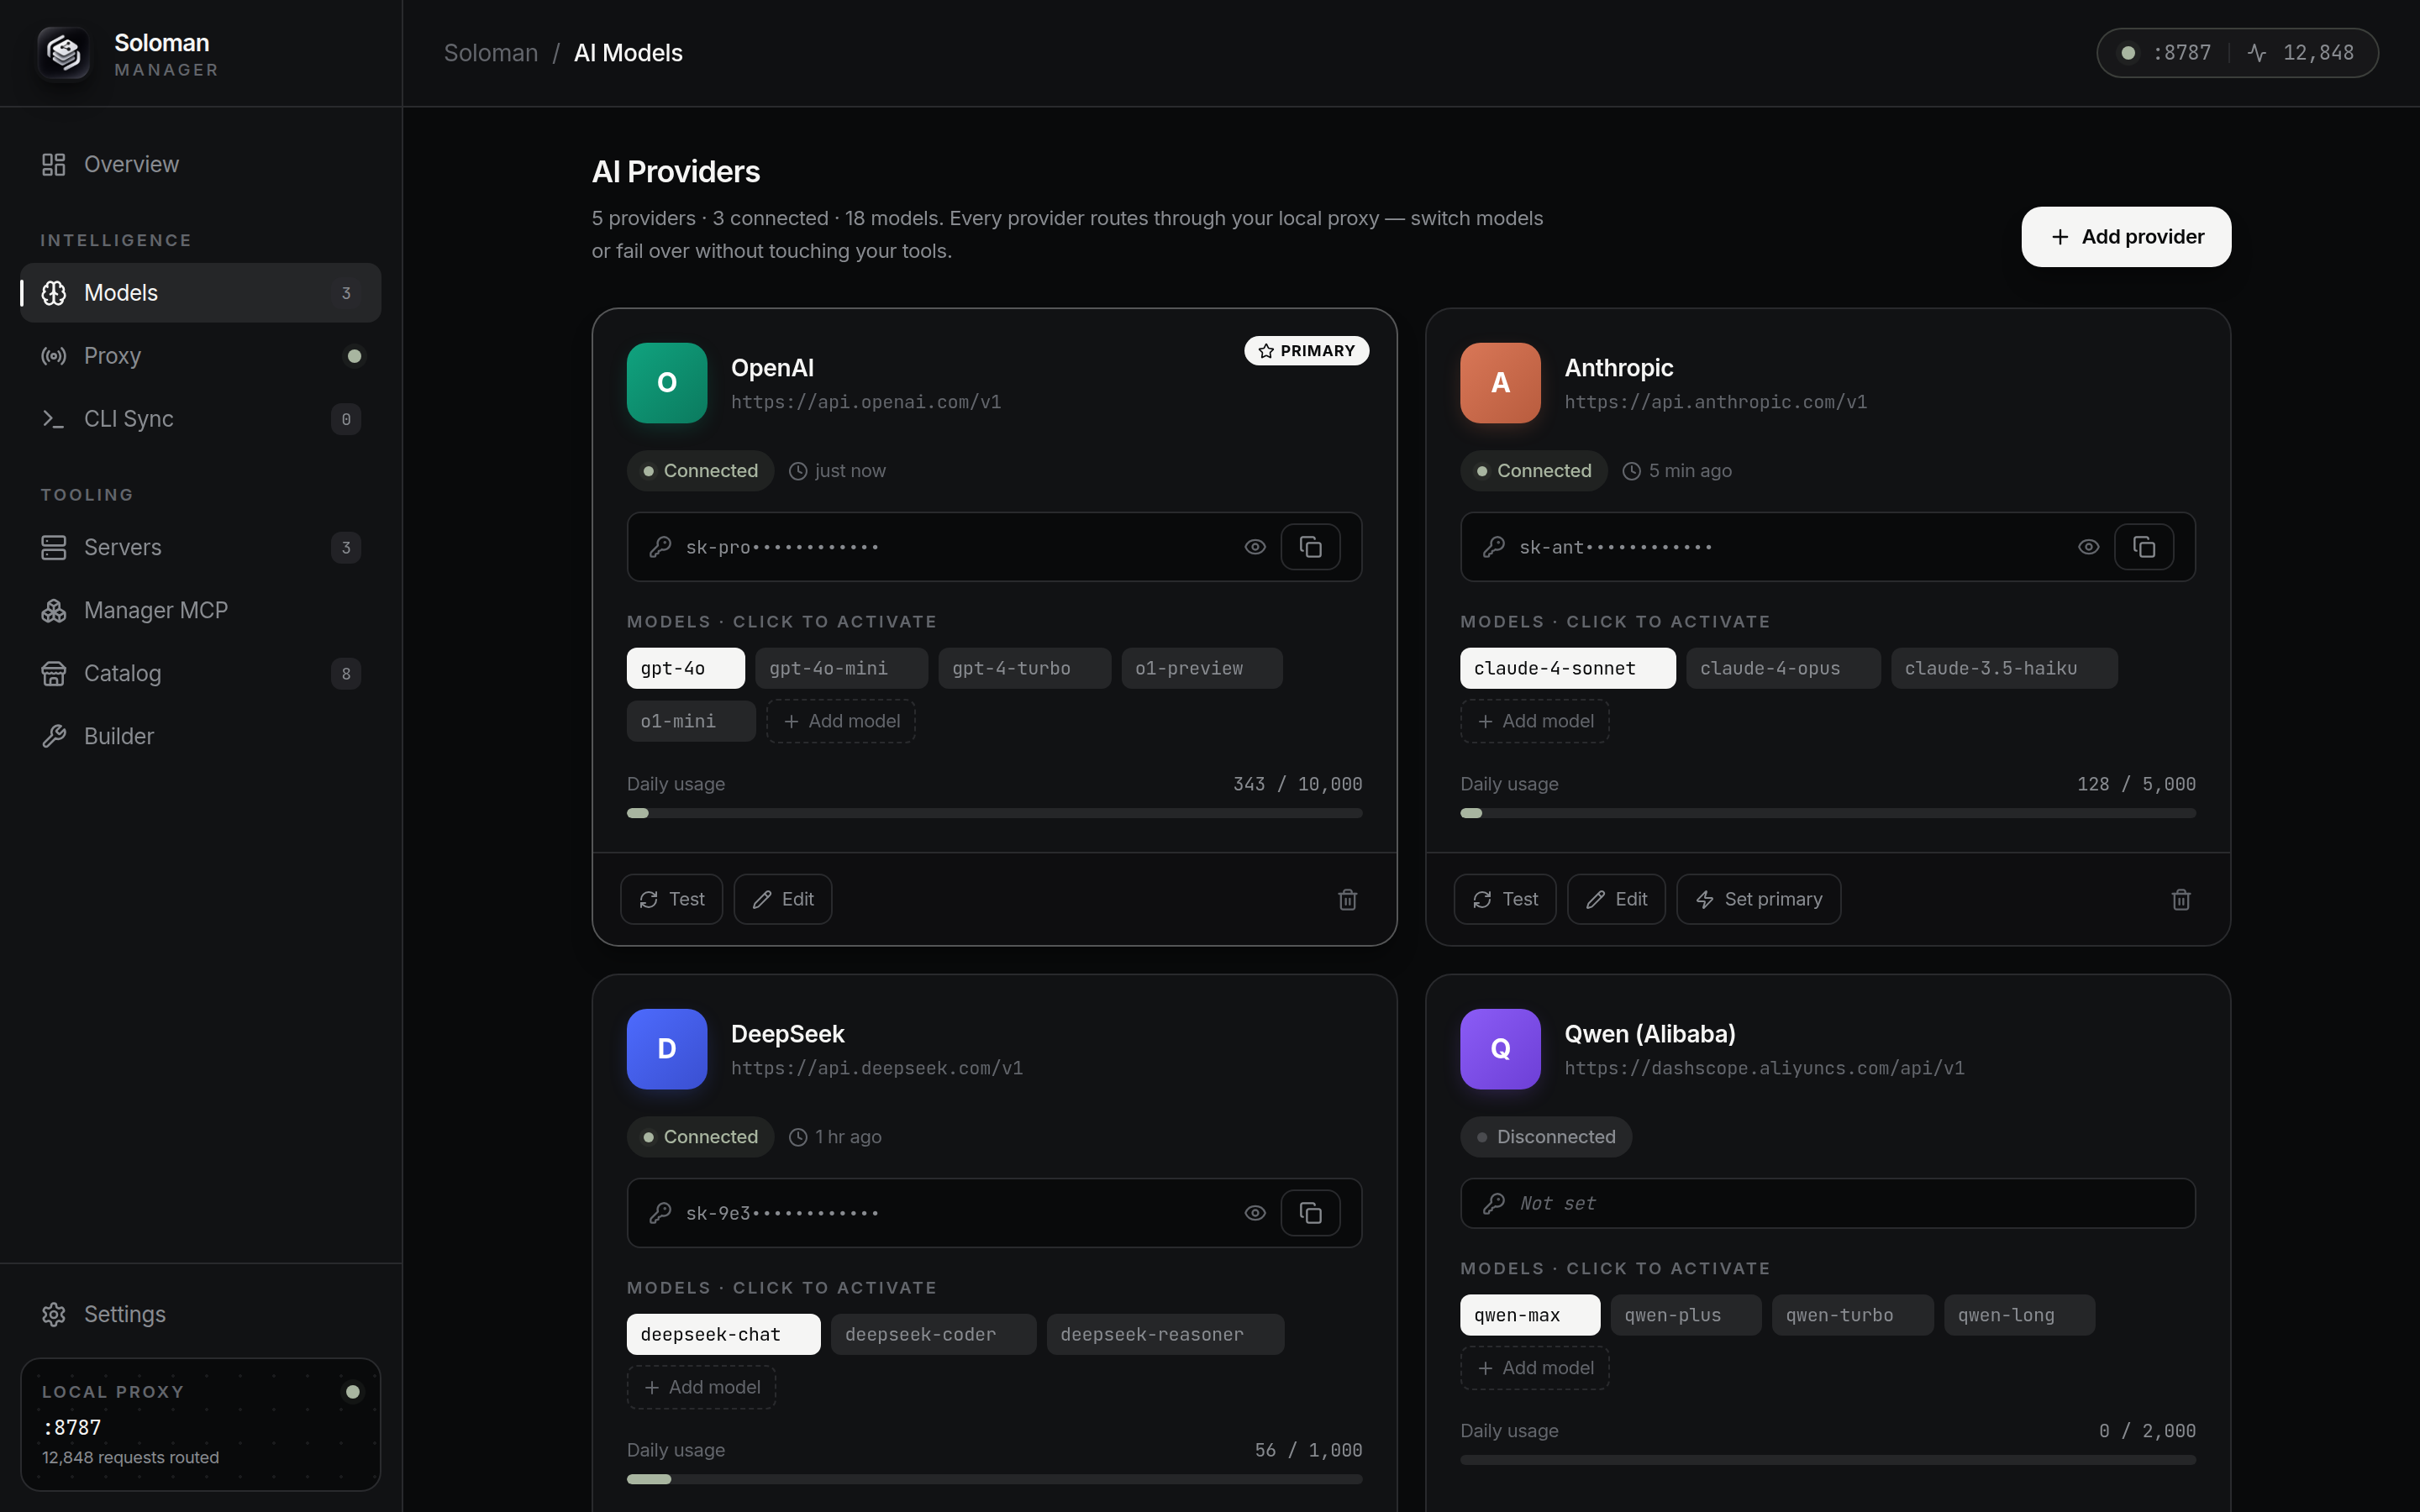 Soloman
MANAGER
Soloman / AI Models
:8787 12,848
Overview
INTELLIGENCE
Models 3
Proxy
CLI Sync 0
TOOLING
Servers 3
Manager MCP
Catalog 8
Builder
Settings
LOCAL PROXY
:8787
12,848 requests routed
AI Providers
5 providers · 3 connected · 18 models. Every provider routes through your local proxy — switch models
or fail over without touching your tools.
Add provider
O
OpenAI
PRIMARY
https://api.openai.com/v1
Connected just now
sk-pro••••••••••••
MODELS · CLICK TO ACTIVATE
gpt-4o gpt-4o-mini gpt-4-turbo o1-preview
o1-mini Add model
Daily usage 343 / 10,000
Test Edit
A
Anthropic
https://api.anthropic.com/v1
Connected 5 min ago
sk-ant••••••••••••
MODELS · CLICK TO ACTIVATE
claude-4-sonnet claude-4-opus claude-3.5-haiku
Add model
Daily usage 128 / 5,000
Test Edit Set primary
D
DeepSeek
https://api.deepseek.com/v1
Connected 1 hr ago
sk-9e3••••••••••••
MODELS · CLICK TO ACTIVATE
deepseek-chat deepseek-coder deepseek-reasoner
Add model
Daily usage 56 / 1,000
Q
Qwen (Alibaba)
https://dashscope.aliyuncs.com/api/v1
Disconnected
Not set
MODELS · CLICK TO ACTIVATE
qwen-max qwen-plus qwen-turbo qwen-long
Add model
Daily usage 0 / 2,000